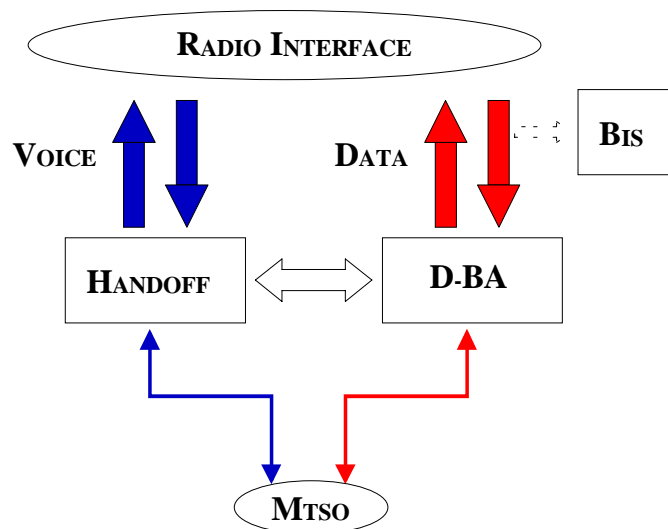 RADIO INTERFACE
VOICE
DATA
BIS
HANDOFF
D-BA
MTSO